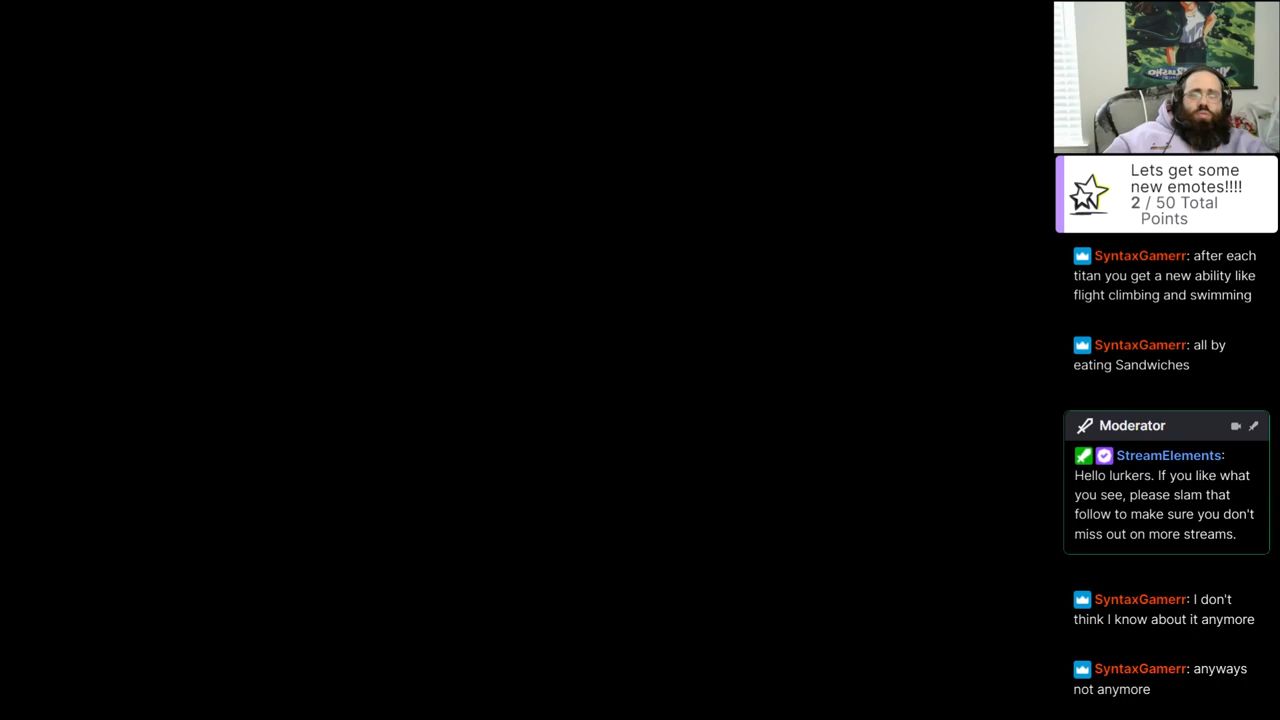 Lets get some
new emotes!!!!
2 / 50 Total
Points
SyntaxGamerr: after each
titan you get a new ability like
flight climbing and swimming
SyntaxGamerr: all by
eating Sandwiches
Moderator
StreamElements:
Hello lurkers. If you like what
you see, please slam that
follow to make sure you don't
miss out on more streams.
SyntaxGamerr: I don't
think I know about it anymore
SyntaxGamerr: anyways
not anymore